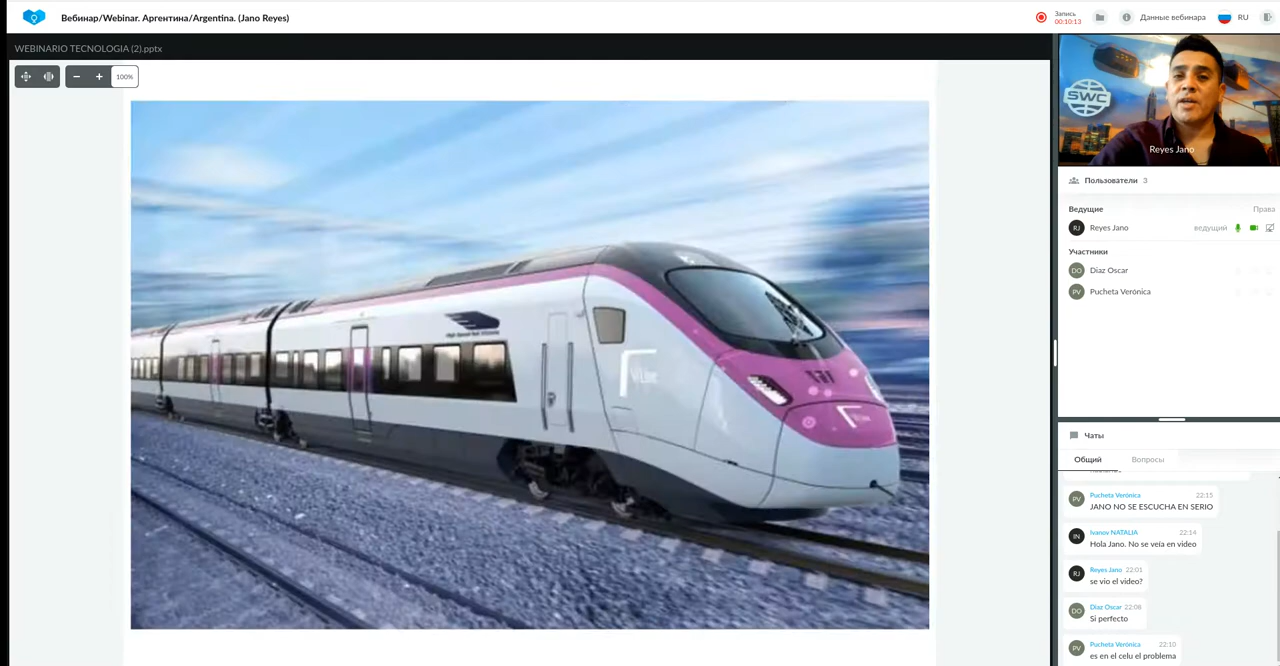 Вебинар/Webinar. Аргентина/Argentina. (Jano Reyes)
Запись
00:10:13
Данные вебинара
RU
WEBINARIO TECNOLOGIA (2).pptx
100%
SWC
Reyes Jano
Пользователи 3
Ведущие
Права
RJ
Reyes Jano
ведущий
Участники
DO
Diaz Oscar
PV
Pucheta Verónica
Чаты
Общий
Вопросы
PV
Pucheta Verónica 22:15
JANO NO SE ESCUCHA EN SERIO
IN
Ivanov NATALIA 22:14
Hola Jano. No se veía en video
RJ
Reyes Jano 22:01
se vio el video?
DO
Diaz Oscar 22:08
Si perfecto
PV
Pucheta Verónica 22:10
es en el celu el problema